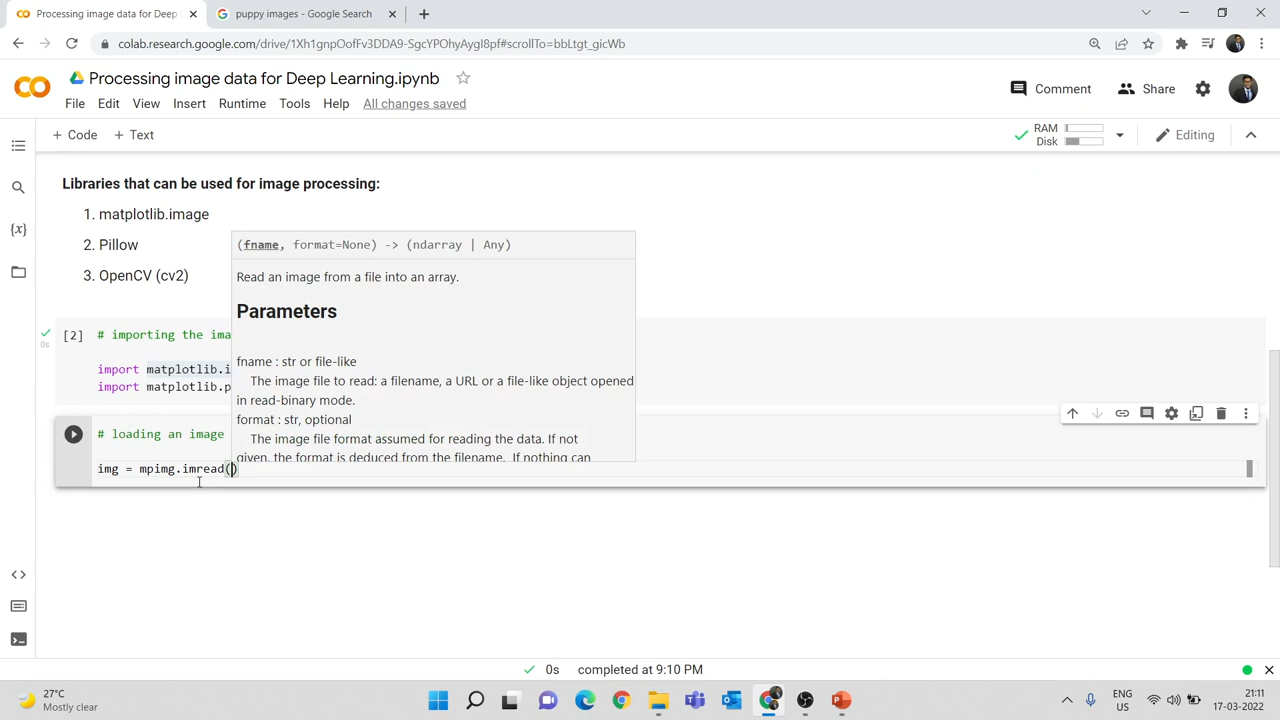 Processing image data for Deep
puppy images - Google Search
colab.research.google.com/drive/1Xh1gnpOofFv3DDA9-SgcYPOhyAygI8pf#scrollTo=bbLtgt_gicWb
Processing image data for Deep Learning.ipynb
File Edit View Insert Runtime Tools Help All changes saved
Comment Share
+ Code + Text
RAM
Disk
Editing
Libraries that can be used for image processing:
1. matplotlib.image
2. Pillow
3. OpenCV (cv2)
(fname, format=None) -> (ndarray | Any)
Read an image from a file into an array.
Parameters
fname : str or file-like
The image file to read: a filename, a URL or a file-like object opened
in read-binary mode.
format : str, optional
The image file format assumed for reading the data. If not
given, the format is deduced from the filename. If nothing can
{x}
[2] # importing the ima
0s
import matplotlib.i
import matplotlib.p
# loading an image
img = mpimg.imread()
0s completed at 9:10 PM
27°C
Mostly clear
ENG
US
21:11
17-03-2022